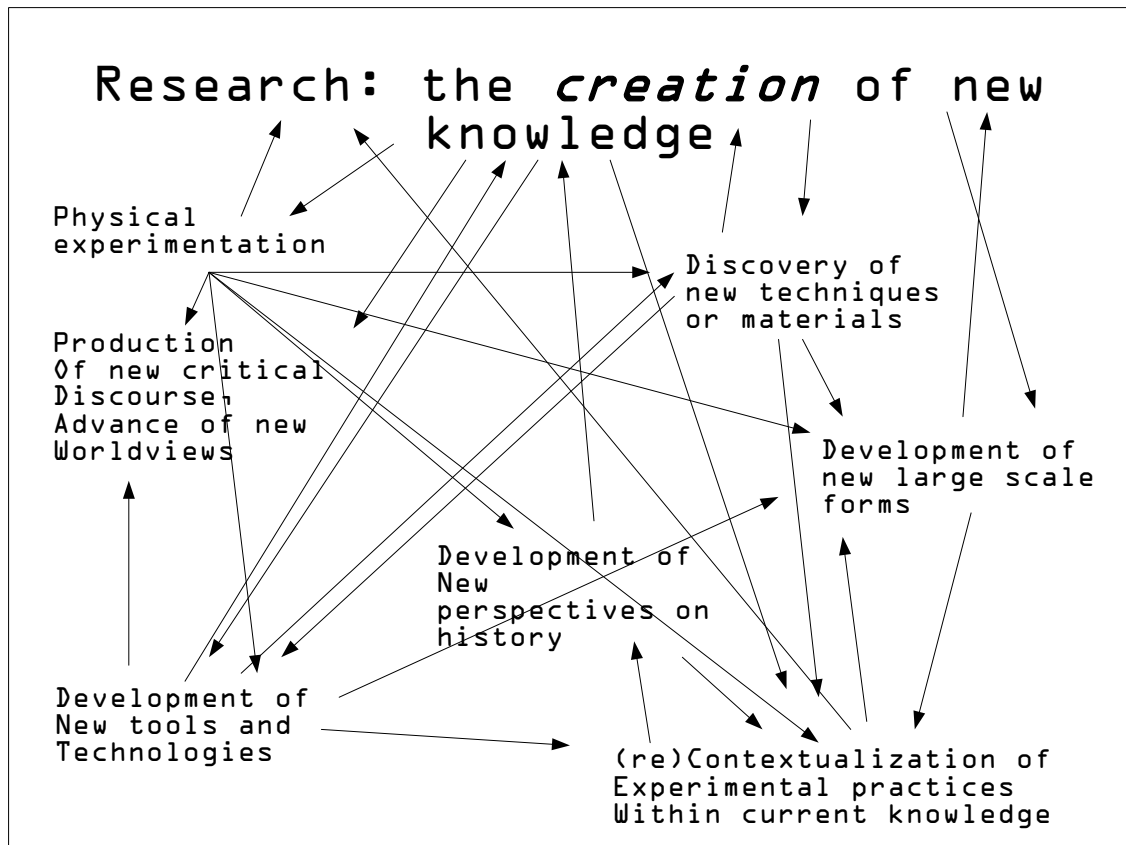 Research: the creation of new
knowledge
Physical
experimentation
Discovery of
new techniques
or materials
Production
Of new critical
Discourse,
Advance of new
Worldviews
Development of
new large scale
forms
Development of
New
perspectives on
history
Development of
New tools and
Technologies
(re)Contextualization of
Experimental practices
Within current knowledge